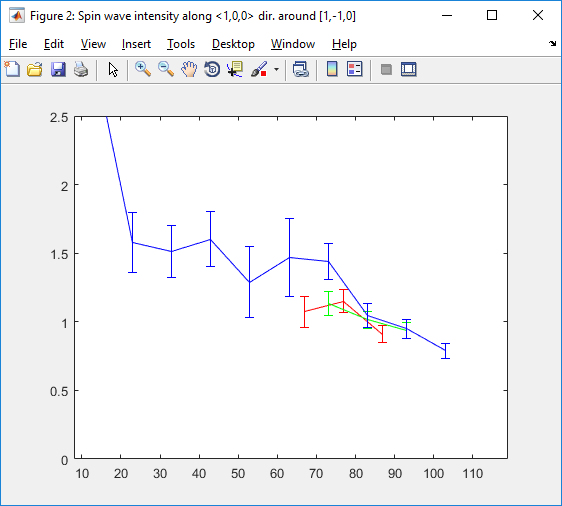 Figure 2: Spin wave intensity along <1,0,0> dir. around [1,-1,0]
File Edit View Insert Tools Desktop Window Help
2.5
2
1.5
1
0.5
0
10 20 30 40 50 60 70 80 90 100 110